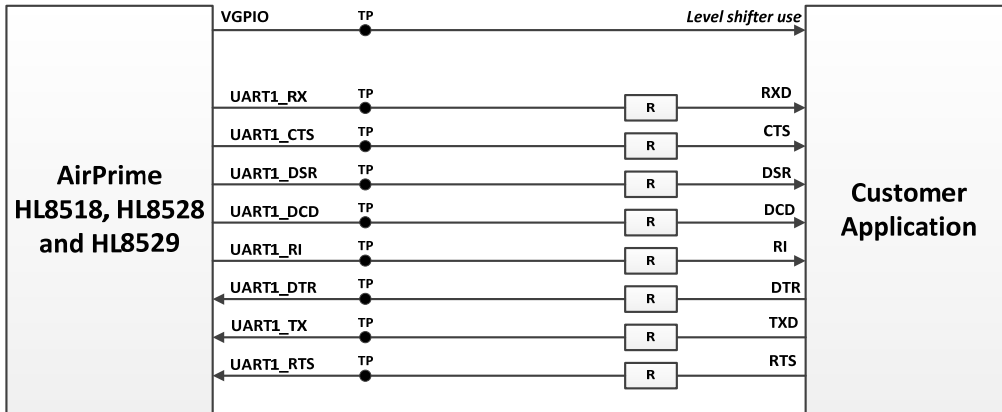 VGPIO TP Level shifter use
UART1_RX TP R RXD
UART1_CTS TP R CTS
UART1_DSR TP R DSR
UART1_DCD TP R DCD
UART1_RI TP R RI
UART1_DTR TP R DTR
UART1_TX TP R TXD
UART1_RTS TP R RTS
AirPrime
HL8518, HL8528
and HL8529
Customer
Application